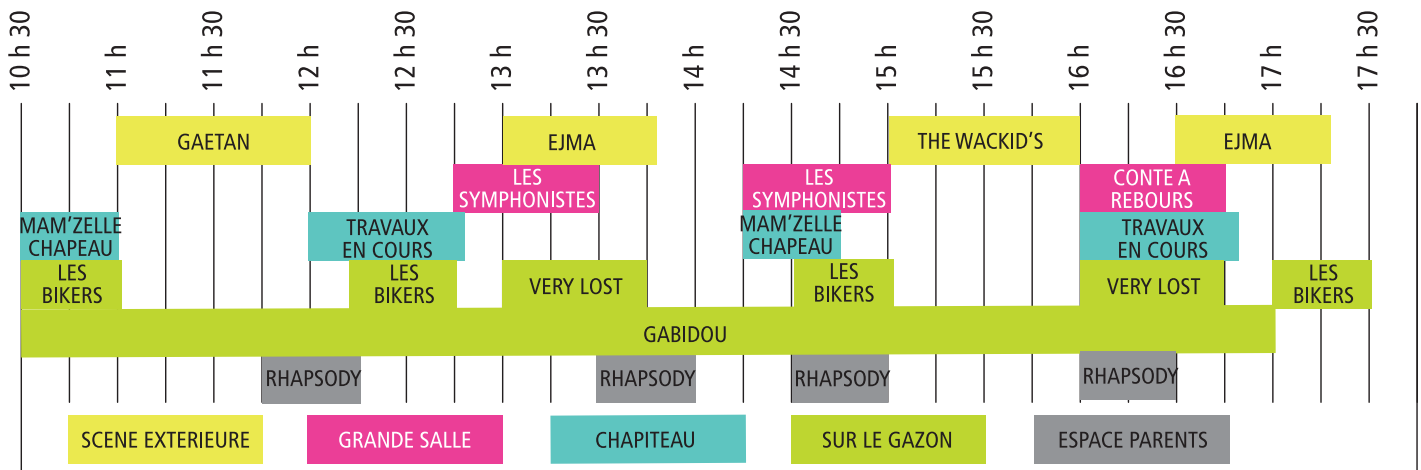 10 h 30
11 h
11 h 30
12 h
12 h 30
13 h
13 h 30
14 h
14 h 30
15 h
15 h 30
16 h
16 h 30
17 h
17 h 30
GAETAN
EJMA
THE WACKID'S
EJMA
LES
SYMPHONISTES
LES
SYMPHONISTES
CONTE A
REBOURS
MAM'ZELLE
CHAPEAU
TRAVAUX
EN COURS
MAM'ZELLE
CHAPEAU
TRAVAUX
EN COURS
LES
BIKERS
LES
BIKERS
VERY LOST
LES
BIKERS
VERY LOST
LES
BIKERS
GABIDOU
RHAPSODY
RHAPSODY
RHAPSODY
RHAPSODY
SCENE EXTERIEURE
GRANDE SALLE
CHAPITEAU
SUR LE GAZON
ESPACE PARENTS